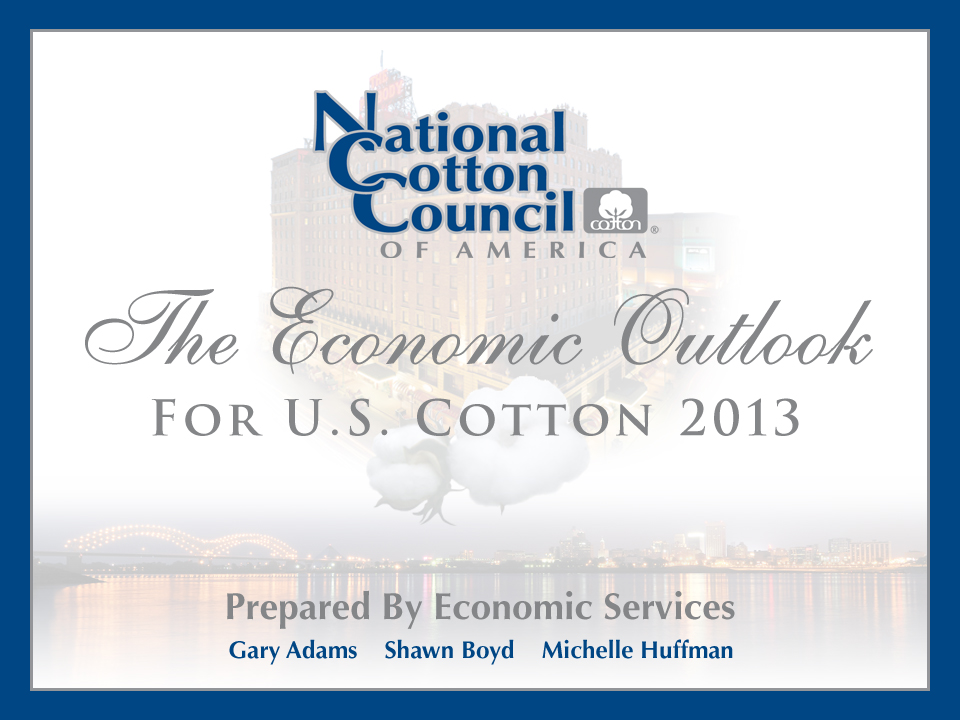 National
Cotton
Council
cotton
®
OF AMERICA
The Economic Outlook
For U.S. Cotton 2013
Prepared By Economic Services
Gary Adams Shawn Boyd Michelle Huffman